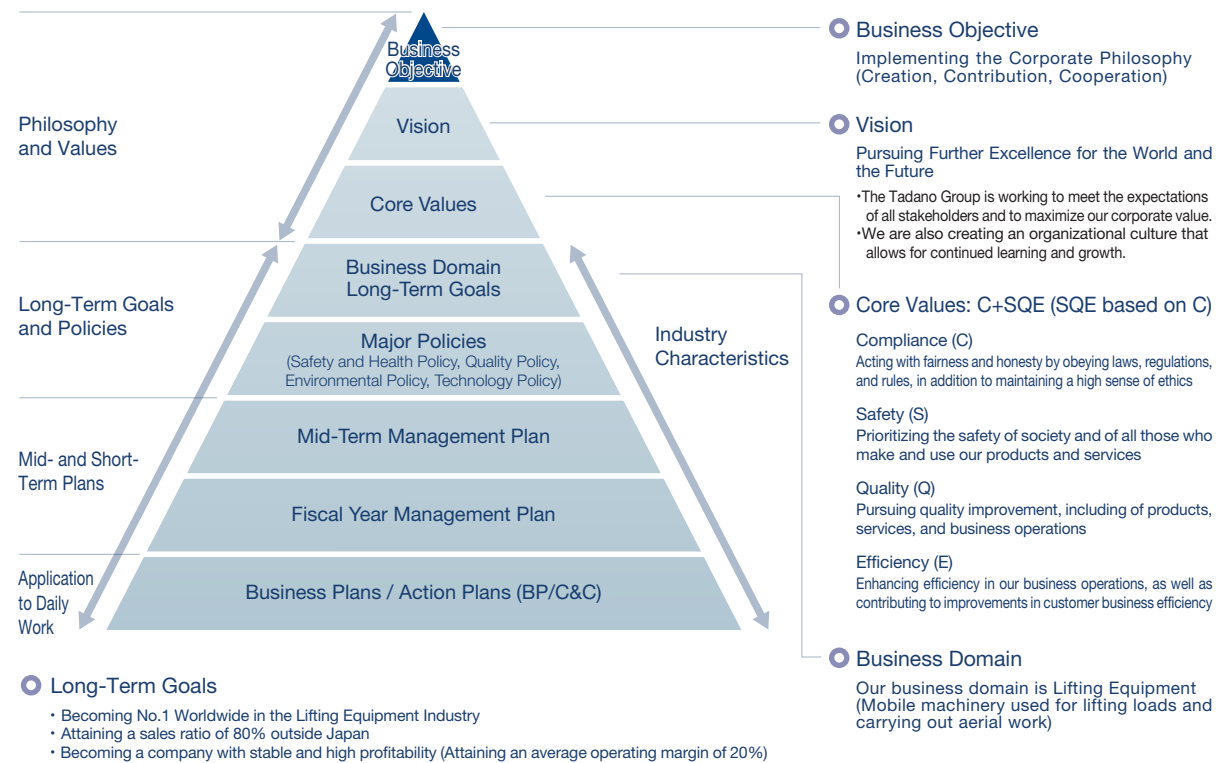 Business
Objective
Vision
Core Values
Business Domain
Long-Term Goals
Major Policies
(Safety and Health Policy, Quality Policy,
Environmental Policy, Technology Policy)
Mid-Term Management Plan
Fiscal Year Management Plan
Business Plans / Action Plans (BP/C&C)
Philosophy
and Values
Long-Term Goals
and Policies
Mid- and Short-
Term Plans
Application
to Daily
Work
Industry
Characteristics
Business Objective
Implementing the Corporate Philosophy
(Creation, Contribution, Cooperation)
Vision
Pursuing Further Excellence for the World and
the Future
・The Tadano Group is working to meet the expectations
of all stakeholders and to maximize our corporate value.
・We are also creating an organizational culture that
allows for continued learning and growth.
Core Values: C+SQE (SQE based on C)
Compliance (C)
Acting with fairness and honesty by obeying laws, regulations,
and rules, in addition to maintaining a high sense of ethics
Safety (S)
Prioritizing the safety of society and of all those who
make and use our products and services
Quality (Q)
Pursuing quality improvement, including of products,
services, and business operations
Efficiency (E)
Enhancing efficiency in our business operations, as well as
contributing to improvements in customer business efficiency
Business Domain
Our business domain is Lifting Equipment
(Mobile machinery used for lifting loads and
carrying out aerial work)
Long-Term Goals
・Becoming No.1 Worldwide in the Lifting Equipment Industry
・Attaining a sales ratio of 80% outside Japan
・Becoming a company with stable and high profitability (Attaining an average operating margin of 20%)